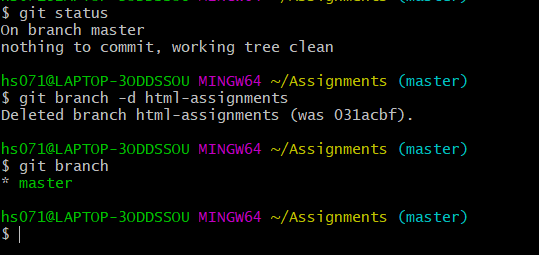 $ git status
On branch master
nothing to commit, working tree clean
hs071@LAPTOP-3ODDSSOU MINGW64 ~/Assignments (master)
$ git branch -d html-assignments
Deleted branch html-assignments (was 031acbf).
hs071@LAPTOP-3ODDSSOU MINGW64 ~/Assignments (master)
$ git branch
* master
hs071@LAPTOP-3ODDSSOU MINGW64 ~/Assignments (master)
$